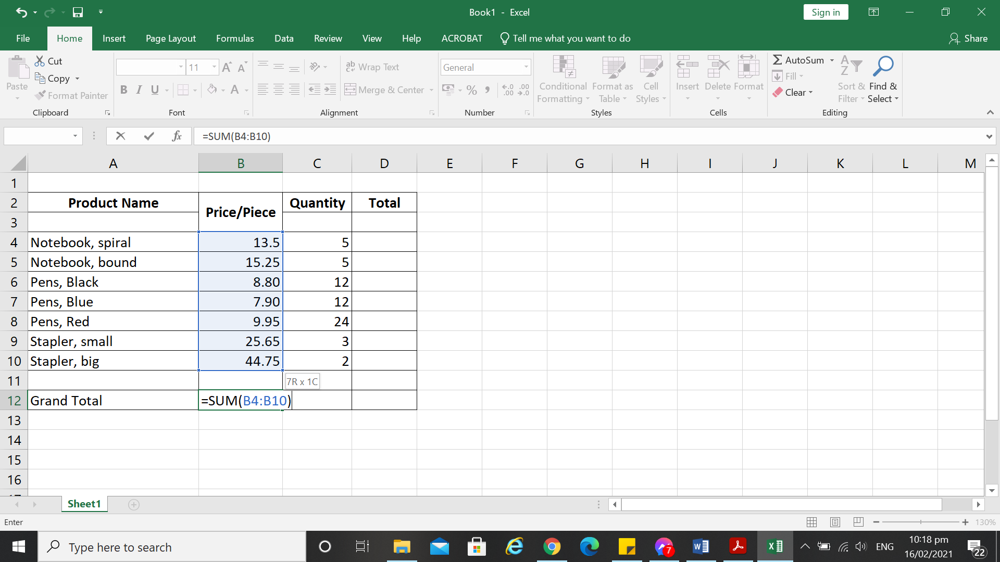 Book1 - Excel
Sign in
File Home Insert Page Layout Formulas Data Review View Help ACROBAT Tell me what you want to do Share
Paste
Cut
Copy
Format Painter
Clipboard
11 A A
B I U A
Font
ab Wrap Text
Merge & Center
Alignment
General
% , .0 .00 .00 .0
Number
Conditional Formatting
Format as Table
Cell Styles
Styles
Insert Delete Format
Cells
Σ AutoSum
Fill
Clear
A Z Sort & Filter
Find & Select
Editing
fx =SUM(B4:B10)
A B C D E F G H I J K L M
1
2 Product Name Price/Piece Quantity Total
3
4 Notebook, spiral 13.5 5
5 Notebook, bound 15.25 5
6 Pens, Black 8.80 12
7 Pens, Blue 7.90 12
8 Pens, Red 9.95 24
9 Stapler, small 25.65 3
10 Stapler, big 44.75 2
11 7R x 1C
12 Grand Total =SUM(B4:B10)
13
14
15
16
Sheet1
Enter 130%
Type here to search
7
ENG
10:18 pm
16/02/2021
22